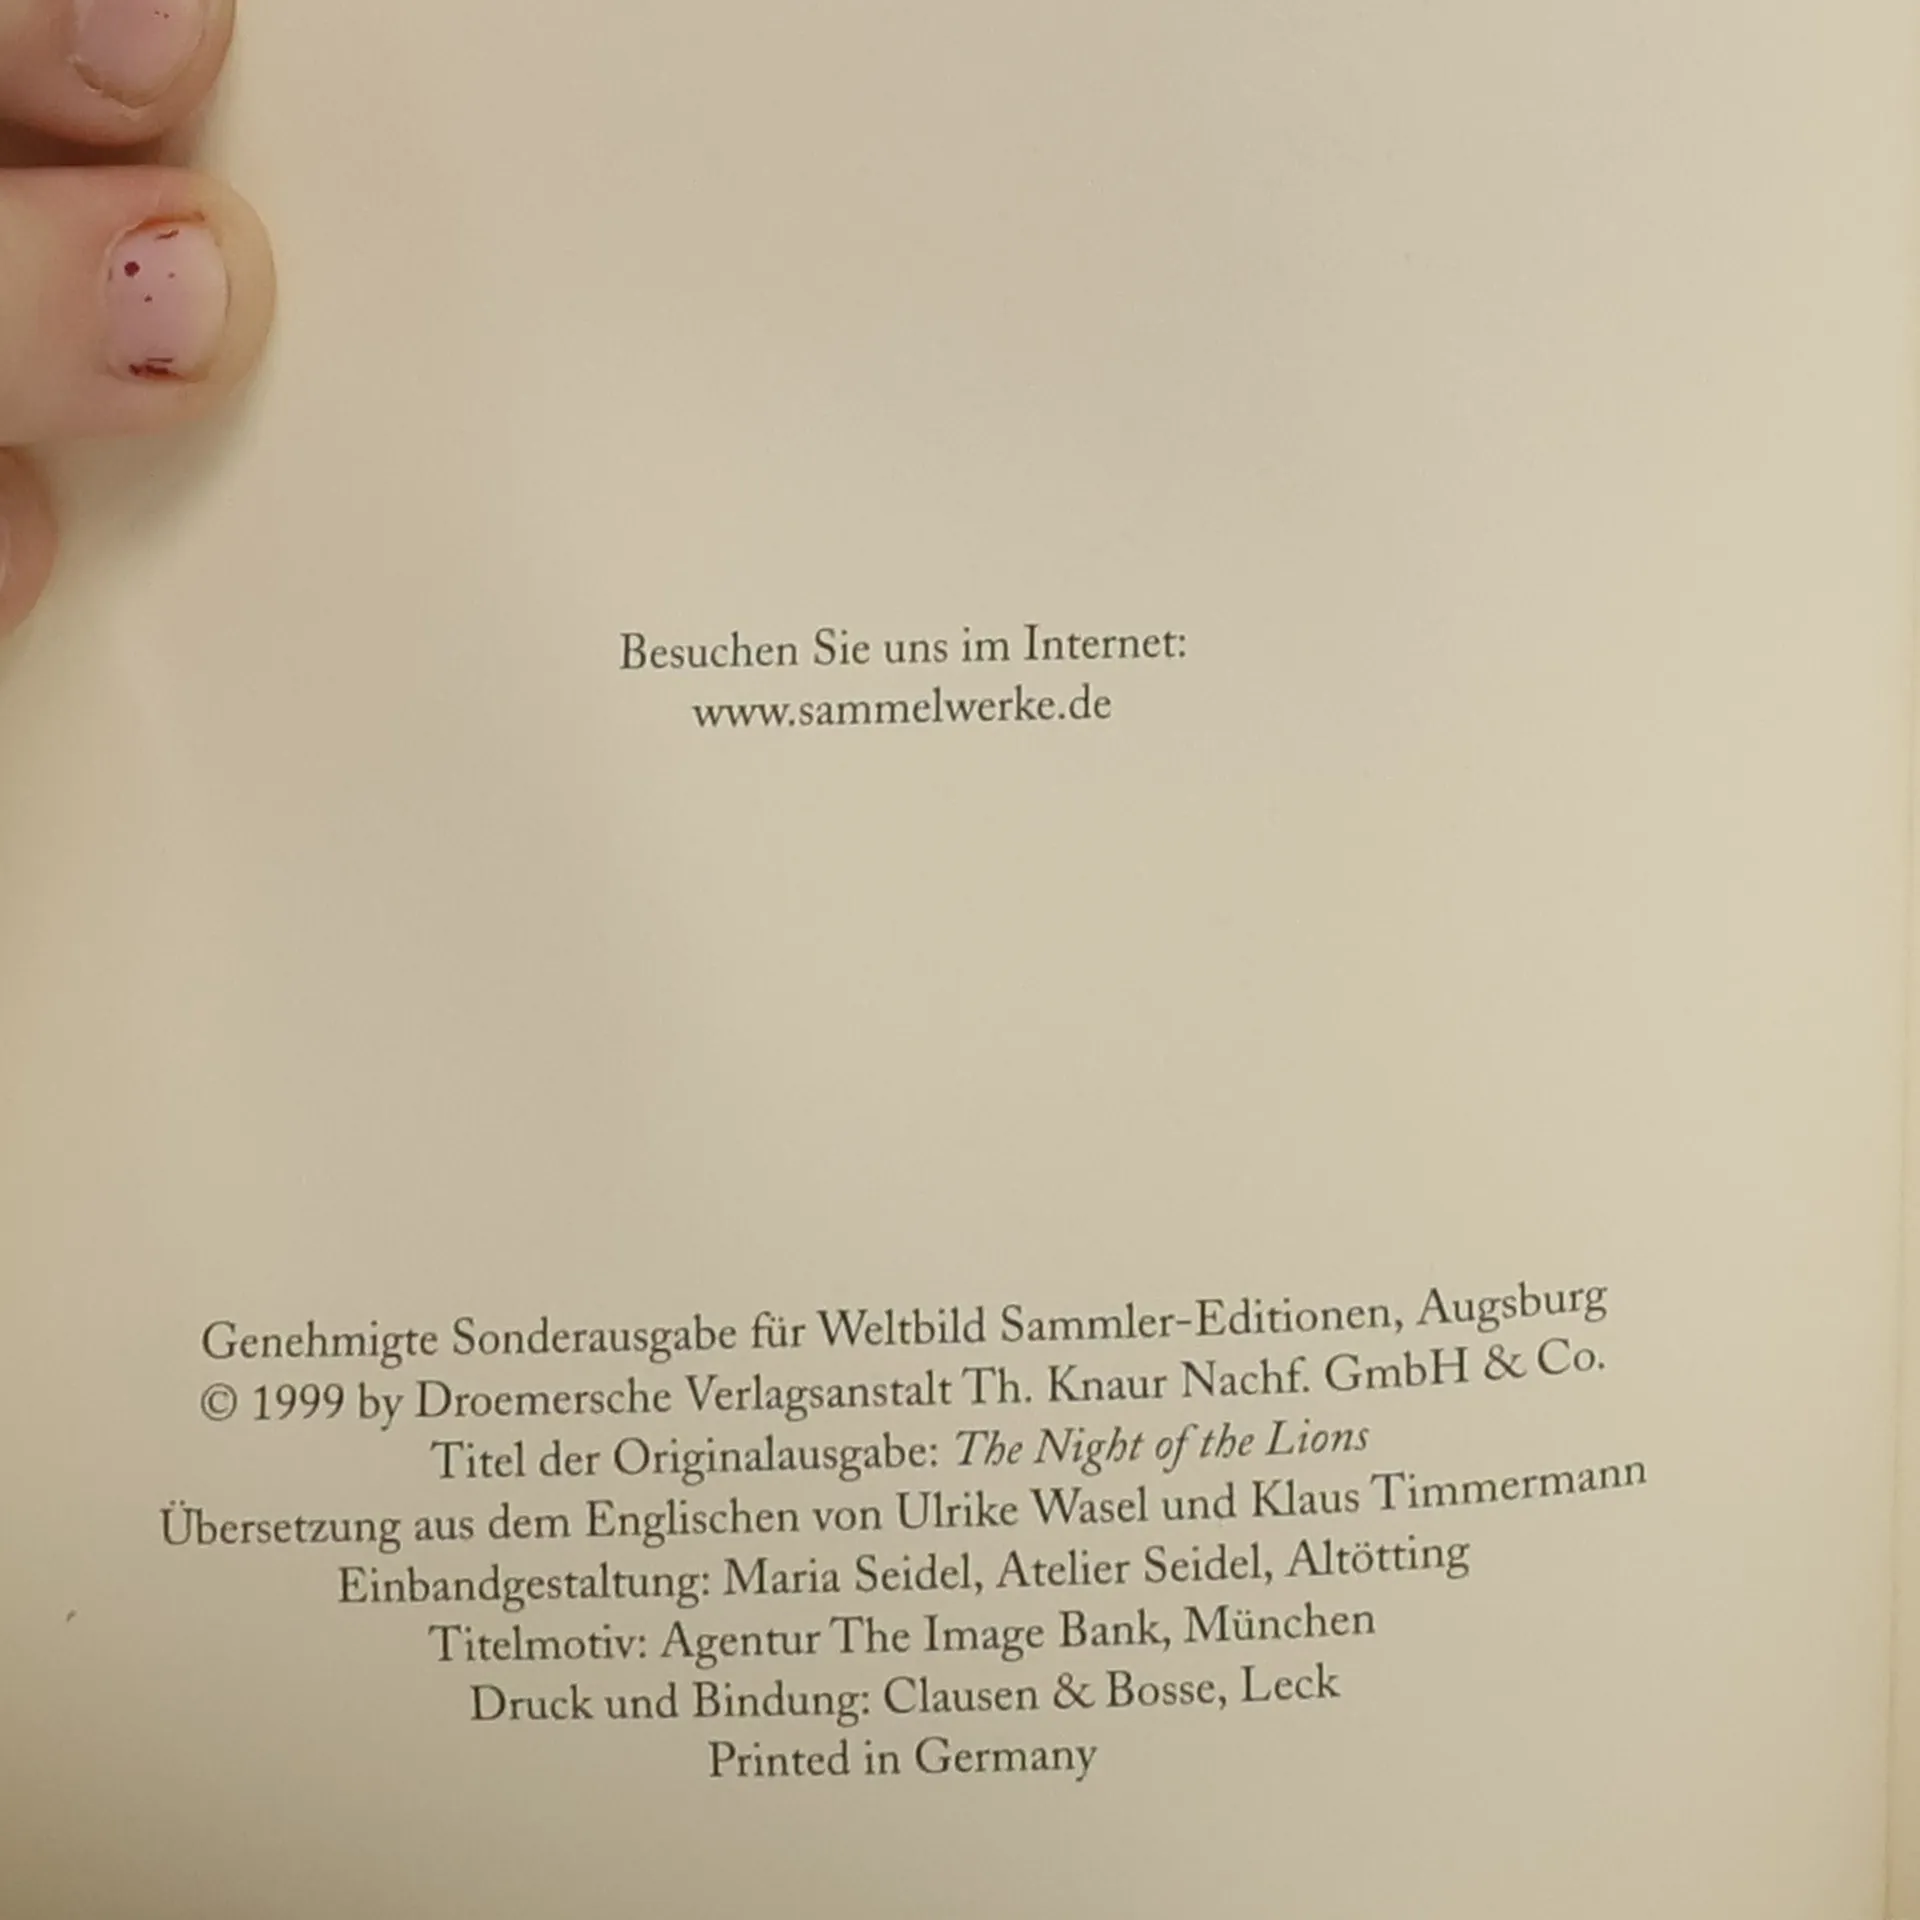 Besuchen Sie uns im Internet:
www.sammelwerke.de
Genehmigte Sonderausgabe für Weltbild Sammler-Editionen, Augsburg
© 1999 by Droemersche Verlagsanstalt Th. Knaur Nachf. GmbH & Co.
Titel der Originalausgabe: The Night of the Lions
Übersetzung aus dem Englischen von Ulrike Wasel und Klaus Timmermann
Einbandgestaltung: Maria Seidel, Atelier Seidel, Altötting
Titelmotiv: Agentur The Image Bank, München
Druck und Bindung: Clausen & Bosse, Leck
Printed in Germany